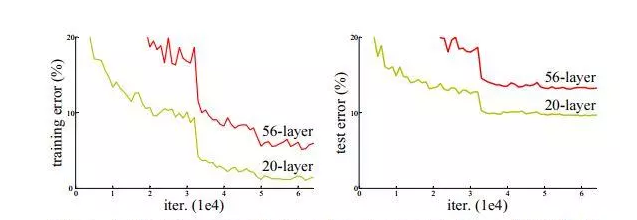 training error (%)
20
10
0
0 1 2 3 4 5 6
iter. (1e4)
56-layer
20-layer
test error (%)
20
10
0
0 1 2 3 4 5 6
iter. (1e4)
56-layer
20-layer